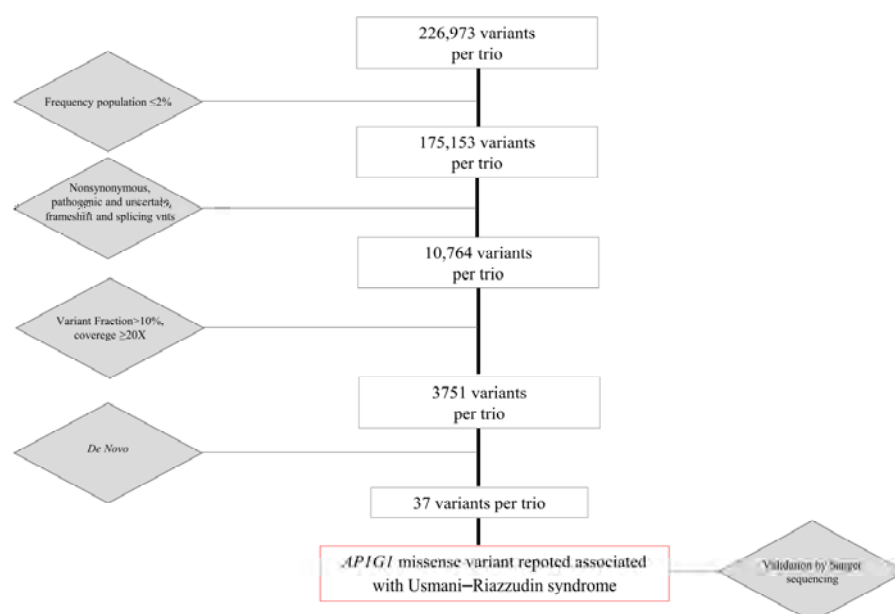 226,973 variants
per trio
Frequency population <2%
175,153 variants
per trio
Nonsynonymous,
pathogenic and uncertain,
frameshift and splicing vnts
10,764 variants
per trio
Variant Fraction>10%,
coverege ≥20X
3751 variants
per trio
De Novo
37 variants per trio
AP1G1 missense variant repoted associated
with Usmani–Riazzudin syndrome
Validation by Sanger
sequencing